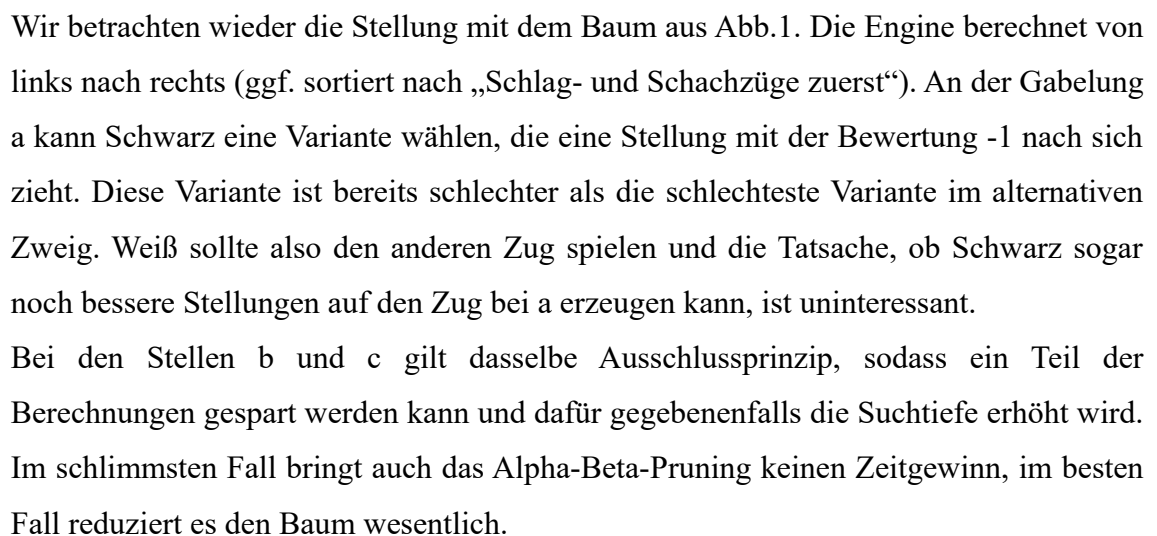 Wir betrachten wieder die Stellung mit dem Baum aus Abb.1. Die Engine berechnet von
links nach rechts (ggf. sortiert nach „Schlag- und Schachzüge zuerst“). An der Gabelung
a kann Schwarz eine Variante wählen, die eine Stellung mit der Bewertung -1 nach sich
zieht. Diese Variante ist bereits schlechter als die schlechteste Variante im alternativen
Zweig. Weiß sollte also den anderen Zug spielen und die Tatsache, ob Schwarz sogar
noch bessere Stellungen auf den Zug bei a erzeugen kann, ist uninteressant.
Bei den Stellen b und c gilt dasselbe Ausschlussprinzip, sodass ein Teil der
Berechnungen gespart werden kann und dafür gegebenenfalls die Suchtiefe erhöht wird.
Im schlimmsten Fall bringt auch das Alpha-Beta-Pruning keinen Zeitgewinn, im besten
Fall reduziert es den Baum wesentlich.